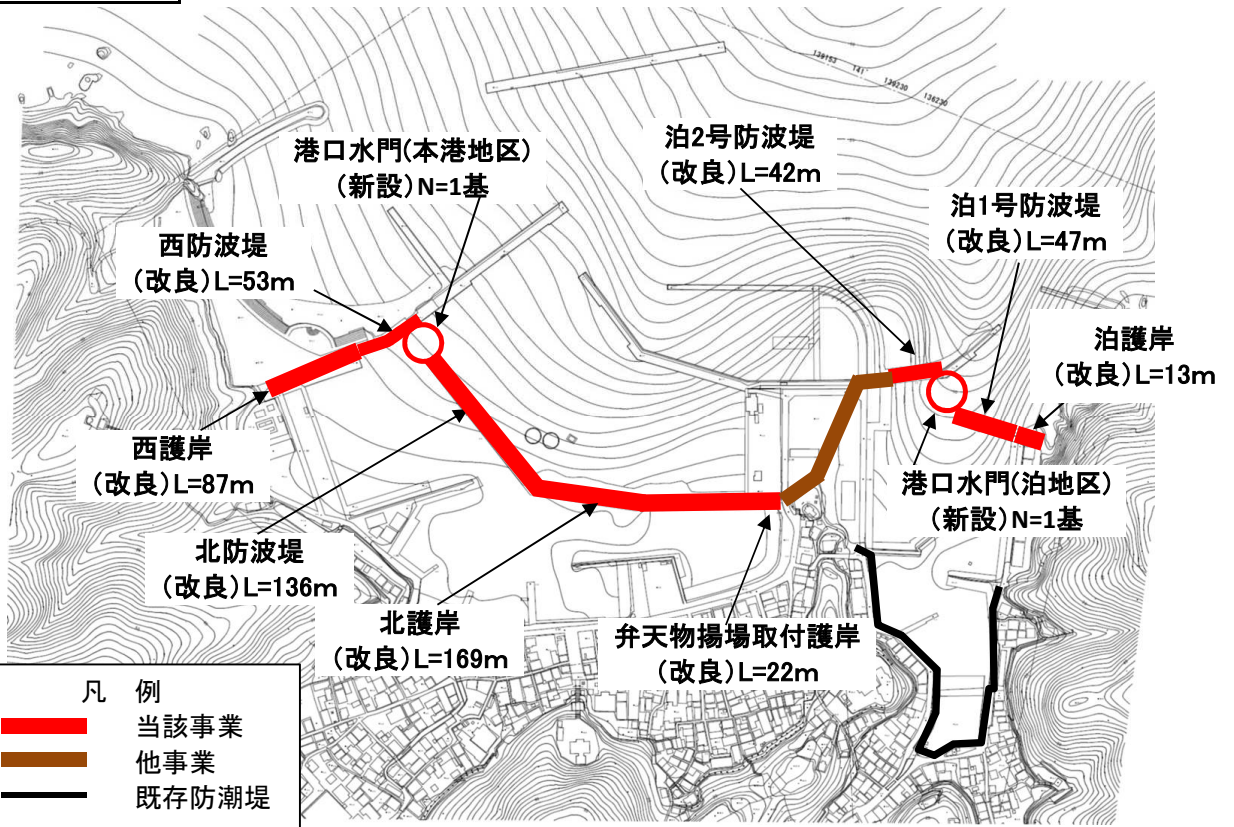 139153 141 139230 136230
港口水門(本港地区)
（新設）N=1基
泊2号防波堤
（改良）L=42m
泊1号防波堤
（改良）L=47m
西防波堤
（改良）L=53m
泊護岸
（改良）L=13m
西護岸
（改良）L=87m
港口水門(泊地区)
（新設）N=1基
北防波堤
（改良）L=136m
北護岸
（改良）L=169m
弁天物揚場取付護岸
（改良）L=22m
凡　例
当該事業
他事業
既存防潮堤